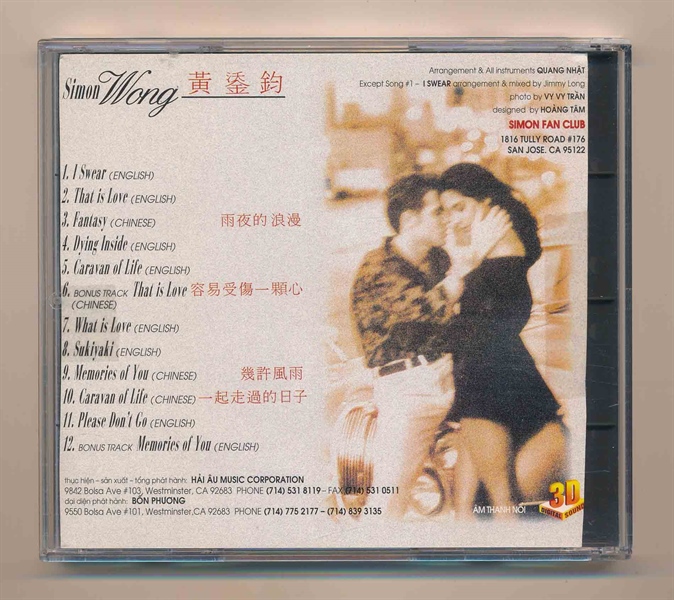 Simon Wong 黃鎏鈞
Arrangement & All instruments QUANG NHẬT
Except Song #1 – I SWEAR arrangement & mixed by Jimmy Long
photo by VY VY TRẦN
designed by HOÀNG TÂM
SIMON FAN CLUB
1816 TULLY ROAD #176
SAN JOSE. CA 95122
1. I Swear (ENGLISH)
2. That is Love (ENGLISH)
3. Fantasy (CHINESE) 雨夜的浪漫
4. Dying Inside (ENGLISH)
5. Caravan of Life (ENGLISH)
6. BONUS TRACK That is Love 容易受傷一顆心
(CHINESE)
7. What is Love (ENGLISH)
8. Sukiyaki (ENGLISH)
9. Memories of You (CHINESE) 幾許風雨
10. Caravan of Life (CHINESE) 一起走過的日子
11. Please Don't Go (ENGLISH)
12. BONUS TRACK Memories of You (ENGLISH)
thực hiện – sản xuất – tổng phát hành: HẢI ÂU MUSIC CORPORATION
9842 Bolsa Ave #103, Westminster, CA 92683 PHONE (714) 531 8119 – FAX (714) 531 0511
đại diện phát hành: BỐN PHƯƠNG
9550 Bolsa Ave #101, Westminster, CA 92683 PHONE (714) 775 2177 – (714) 839 3135
ÂM THANH NỔI
3D
DIGITAL SOUND